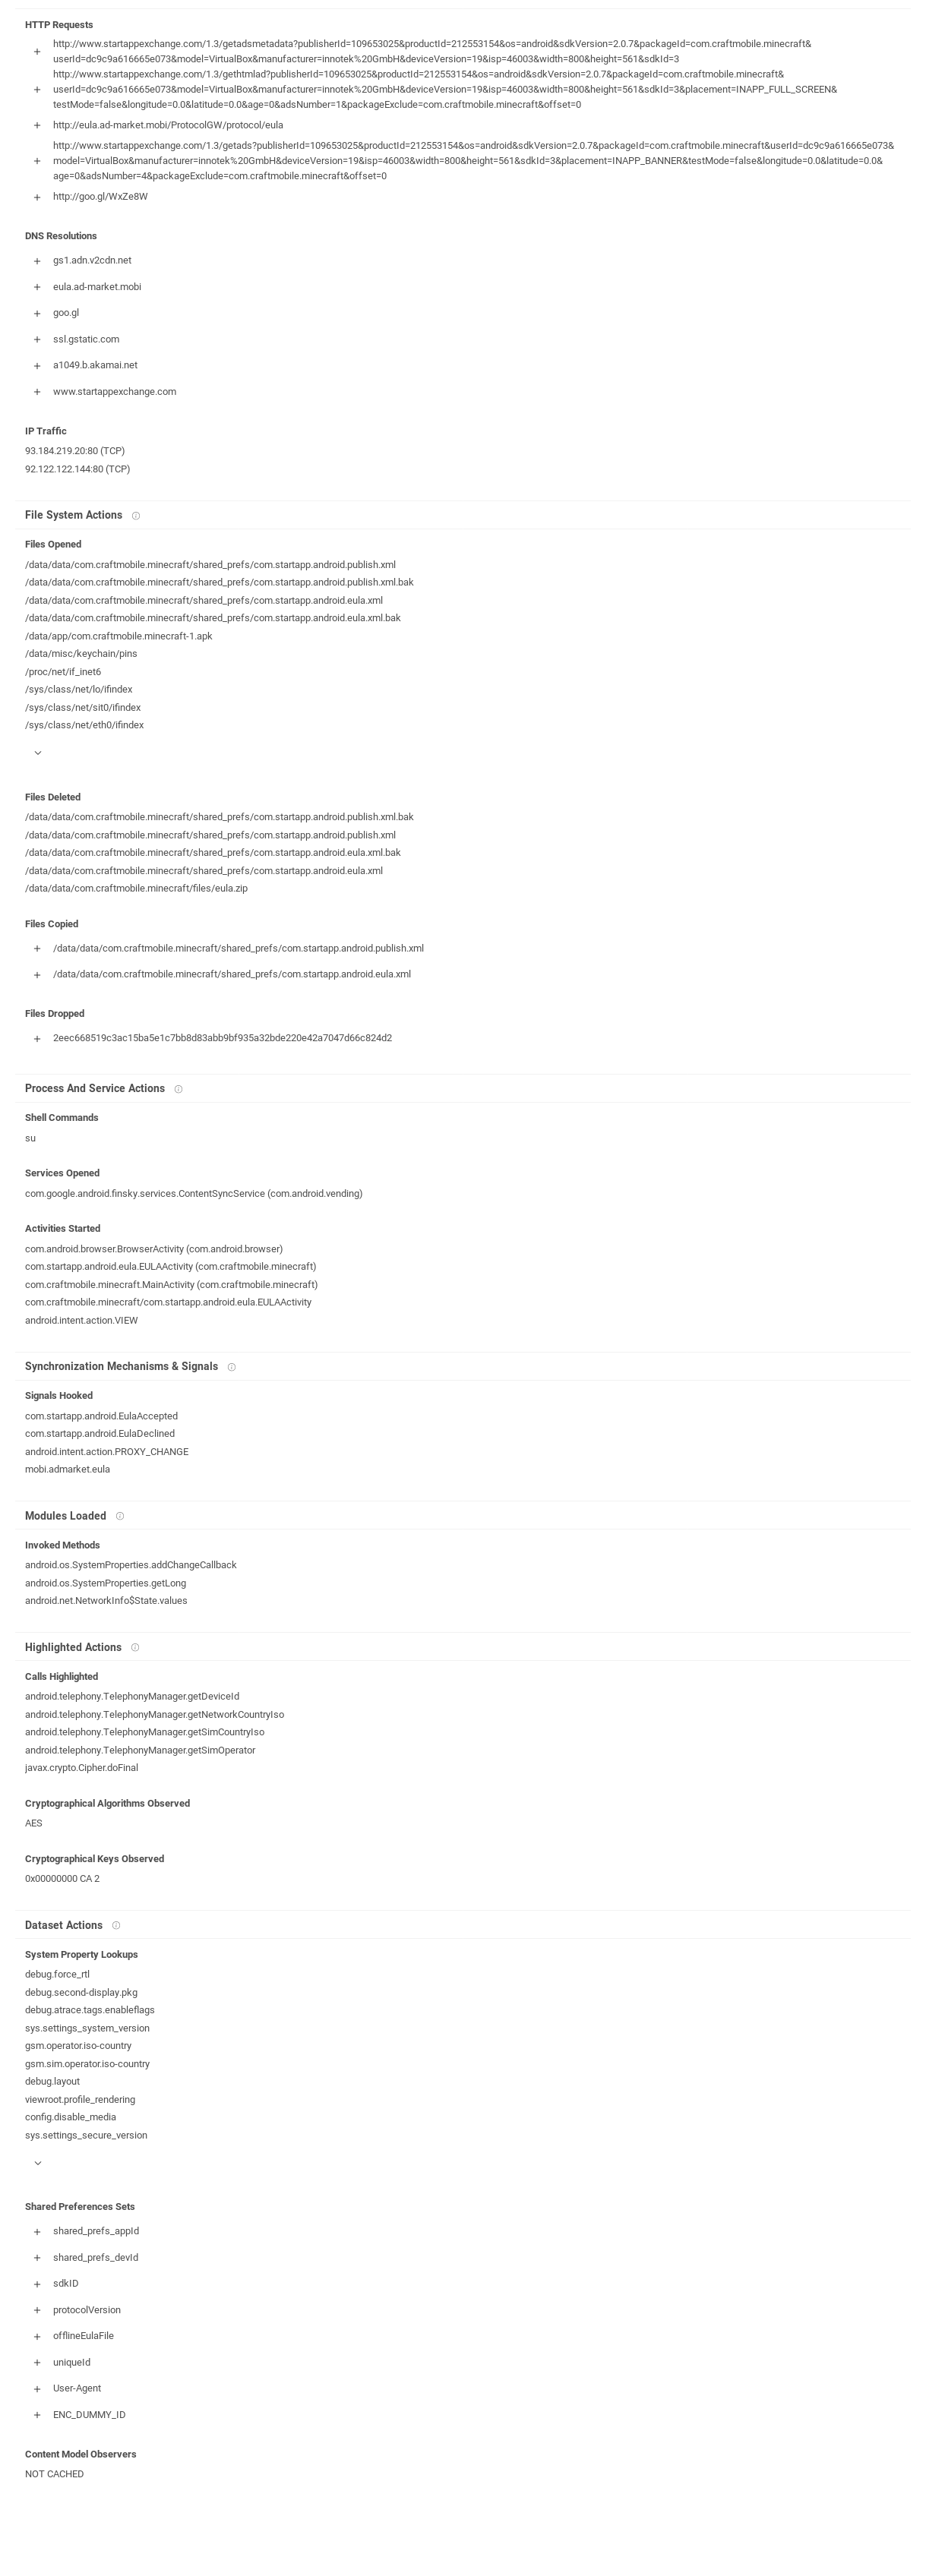 HTTP Requests
http://www.startappexchange.com/1.3/getadsmetadata?publisherId=109653025&productId=212553154&os=android&sdkVersion=2.0.7&packageId=com.craftmobile.minecraft&
userId=dc9c9a616665e073&model=VirtualBox&manufacturer=innotek%20GmbH&deviceVersion=19&isp=46003&width=800&height=561&sdkId=3
http://www.startappexchange.com/1.3/gethtmlad?publisherId=109653025&productId=212553154&os=android&sdkVersion=2.0.7&packageId=com.craftmobile.minecraft&
userId=dc9c9a616665e073&model=VirtualBox&manufacturer=innotek%20GmbH&deviceVersion=19&isp=46003&width=800&height=561&sdkId=3&placement=INAPP_FULL_SCREEN&
testMode=false&longitude=0.0&latitude=0.0&age=0&adsNumber=1&packageExclude=com.craftmobile.minecraft&offset=0
http://eula.ad-market.mobi/ProtocolGW/protocol/eula
http://www.startappexchange.com/1.3/getads?publisherId=109653025&productId=212553154&os=android&sdkVersion=2.0.7&packageId=com.craftmobile.minecraft&userId=dc9c9a616665e073&
model=VirtualBox&manufacturer=innotek%20GmbH&deviceVersion=19&isp=46003&width=800&height=561&sdkId=3&placement=INAPP_BANNER&testMode=false&longitude=0.0&latitude=0.0&
age=0&adsNumber=4&packageExclude=com.craftmobile.minecraft&offset=0
http://goo.gl/WxZe8W
DNS Resolutions
gs1.adn.v2cdn.net
eula.ad-market.mobi
goo.gl
ssl.gstatic.com
a1049.b.akamai.net
www.startappexchange.com
IP Traffic
93.184.219.20:80 (TCP)
92.122.122.144:80 (TCP)
File System Actions
Files Opened
/data/data/com.craftmobile.minecraft/shared_prefs/com.startapp.android.publish.xml
/data/data/com.craftmobile.minecraft/shared_prefs/com.startapp.android.publish.xml.bak
/data/data/com.craftmobile.minecraft/shared_prefs/com.startapp.android.eula.xml
/data/data/com.craftmobile.minecraft/shared_prefs/com.startapp.android.eula.xml.bak
/data/app/com.craftmobile.minecraft-1.apk
/data/misc/keychain/pins
/proc/net/if_inet6
/sys/class/net/lo/ifindex
/sys/class/net/sit0/ifindex
/sys/class/net/eth0/ifindex
Files Deleted
/data/data/com.craftmobile.minecraft/shared_prefs/com.startapp.android.publish.xml.bak
/data/data/com.craftmobile.minecraft/shared_prefs/com.startapp.android.publish.xml
/data/data/com.craftmobile.minecraft/shared_prefs/com.startapp.android.eula.xml.bak
/data/data/com.craftmobile.minecraft/shared_prefs/com.startapp.android.eula.xml
/data/data/com.craftmobile.minecraft/files/eula.zip
Files Copied
/data/data/com.craftmobile.minecraft/shared_prefs/com.startapp.android.publish.xml
/data/data/com.craftmobile.minecraft/shared_prefs/com.startapp.android.eula.xml
Files Dropped
2eec668519c3ac15ba5e1c7bb8d83abb9bf935a32bde220e42a7047d66c824d2
Process And Service Actions
Shell Commands
su
Services Opened
com.google.android.finsky.services.ContentSyncService (com.android.vending)
Activities Started
com.android.browser.BrowserActivity (com.android.browser)
com.startapp.android.eula.EULAActivity (com.craftmobile.minecraft)
com.craftmobile.minecraft.MainActivity (com.craftmobile.minecraft)
com.craftmobile.minecraft/com.startapp.android.eula.EULAActivity
android.intent.action.VIEW
Synchronization Mechanisms & Signals
Signals Hooked
com.startapp.android.EulaAccepted
com.startapp.android.EulaDeclined
android.intent.action.PROXY_CHANGE
mobi.admarket.eula
Modules Loaded
Invoked Methods
android.os.SystemProperties.addChangeCallback
android.os.SystemProperties.getLong
android.net.NetworkInfo$State.values
Highlighted Actions
Calls Highlighted
android.telephony.TelephonyManager.getDeviceId
android.telephony.TelephonyManager.getNetworkCountryIso
android.telephony.TelephonyManager.getSimCountryIso
android.telephony.TelephonyManager.getSimOperator
javax.crypto.Cipher.doFinal
Cryptographical Algorithms Observed
AES
Cryptographical Keys Observed
0x00000000 CA 2
Dataset Actions
System Property Lookups
debug.force_rtl
debug.second-display.pkg
debug.atrace.tags.enableflags
sys.settings_system_version
gsm.operator.iso-country
gsm.sim.operator.iso-country
debug.layout
viewroot.profile_rendering
config.disable_media
sys.settings_secure_version
Shared Preferences Sets
shared_prefs_appId
shared_prefs_devId
sdkID
protocolVersion
offlineEulaFile
uniqueId
User-Agent
ENC_DUMMY_ID
Content Model Observers
NOT CACHED